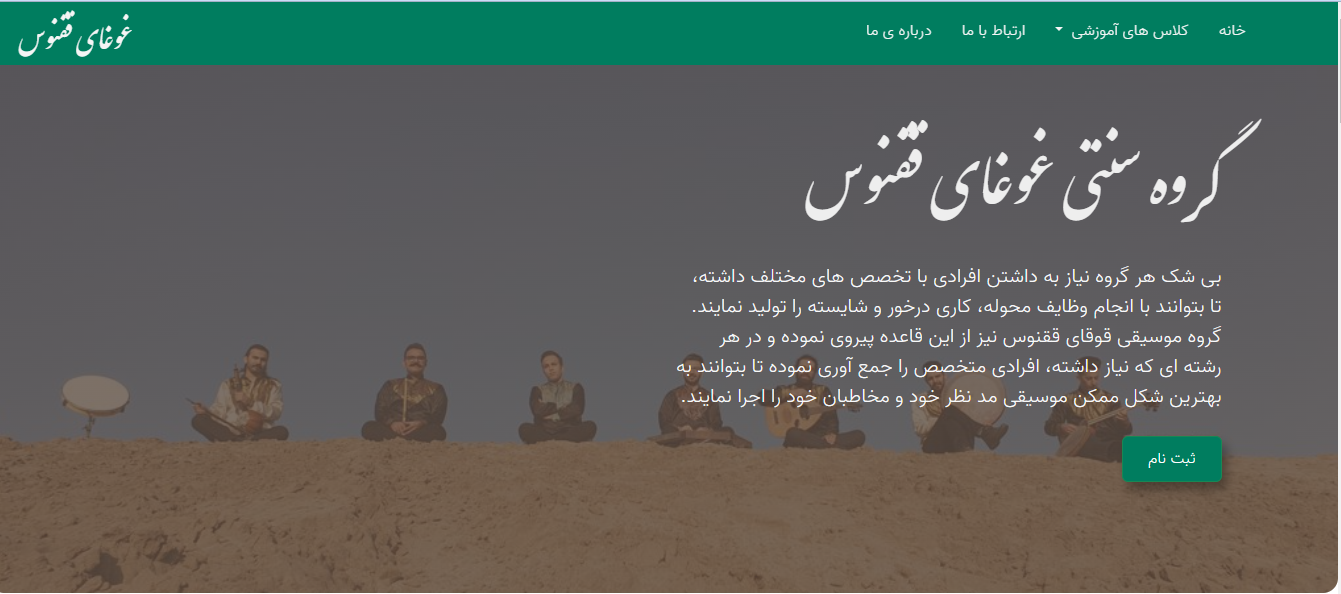 خانه
کلاس های آموزشی
ارتباط با ما
درباره ی ما
غوغای ققنوس
گروه سنتی غوغای ققنوس
بی شک هر گروه نیاز به داشتن افرادی با تخصص های مختلف داشته،
تا بتوانند با انجام وظایف محوله، کاری درخور و شایسته را تولید نمایند.
گروه موسیقی قوقای ققنوس نیز از این قاعده پیروی نموده و در هر
رشته ای که نیاز داشته، افرادی متخصص را جمع آوری نموده تا بتوانند به
بهترین شکل ممکن موسیقی مد نظر خود و مخاطبان خود را اجرا نمایند.
ثبت نام